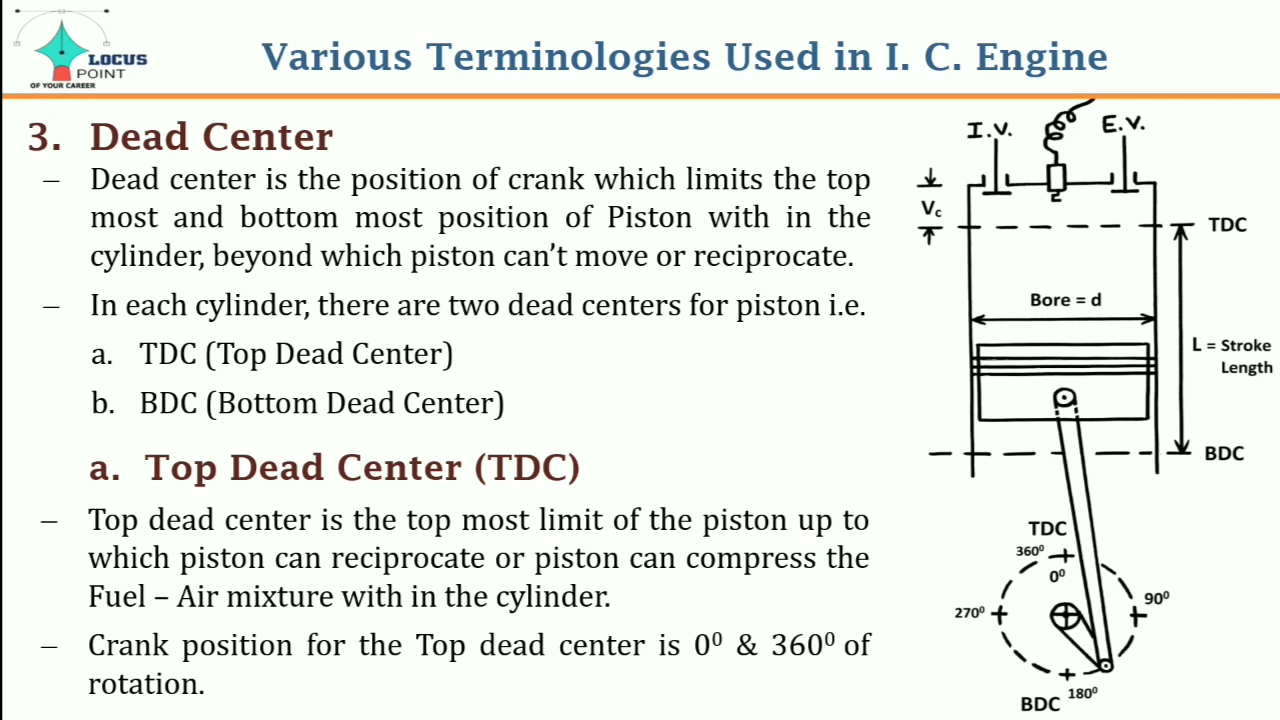 LOCUS
POINT
OF YOUR CAREER
Various Terminologies Used in I. C. Engine
3. Dead Center
– Dead center is the position of crank which limits the top
most and bottom most position of Piston with in the
cylinder, beyond which piston can’t move or reciprocate.
– In each cylinder, there are two dead centers for piston i.e.
a. TDC (Top Dead Center)
b. BDC (Bottom Dead Center)
a. Top Dead Center (TDC)
– Top dead center is the top most limit of the piston up to
which piston can reciprocate or piston can compress the
Fuel – Air mixture with in the cylinder.
– Crank position for the Top dead center is 0⁰ & 360⁰ of
rotation.
I.V.
E.V.
Vc
TDC
Bore = d
L = Stroke
Length
BDC
TDC
360⁰
0⁰
90⁰
270⁰
180⁰
BDC